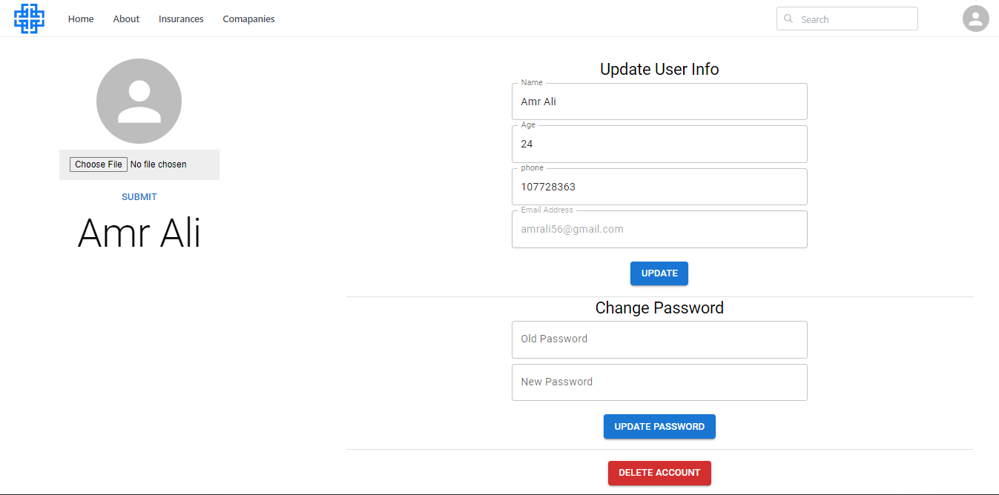 Home About Insurances Comapanies Search
Choose File No file chosen
SUBMIT
Amr Ali
Update User Info
Name
Amr Ali
Age
24
phone
107728363
Email Address
amrali56@gmail.com
UPDATE
Change Password
Old Password
New Password
UPDATE PASSWORD
DELETE ACCOUNT